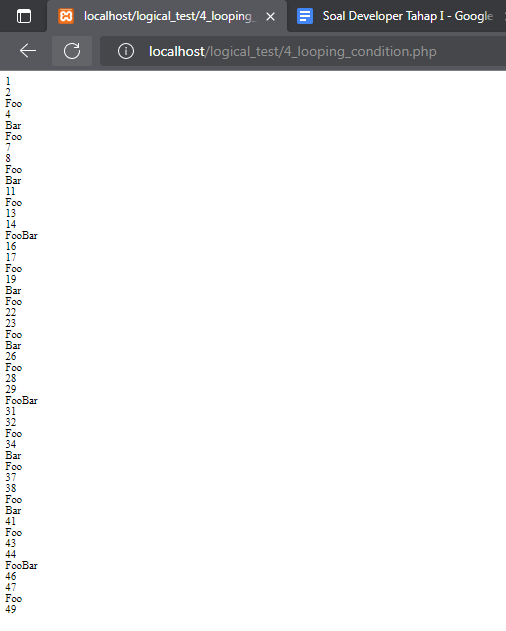 localhost/logical_test/4_looping_
Soal Developer Tahap I - Google
localhost/logical_test/4_looping_condition.php
1
2
Foo
4
Bar
Foo
7
8
Foo
Bar
11
Foo
13
14
FooBar
16
17
Foo
19
Bar
Foo
22
23
Foo
Bar
26
Foo
28
29
FooBar
31
32
Foo
34
Bar
Foo
37
38
Foo
Bar
41
Foo
43
44
FooBar
46
47
Foo
49